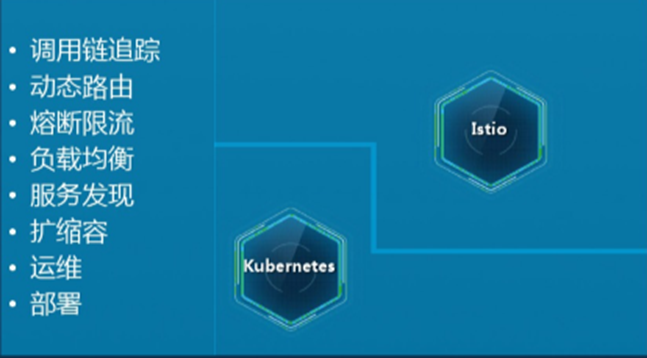 调用链追踪
动态路由
熔断限流
负载均衡
服务发现
扩缩容
运维
部署
Istio
Kubernetes